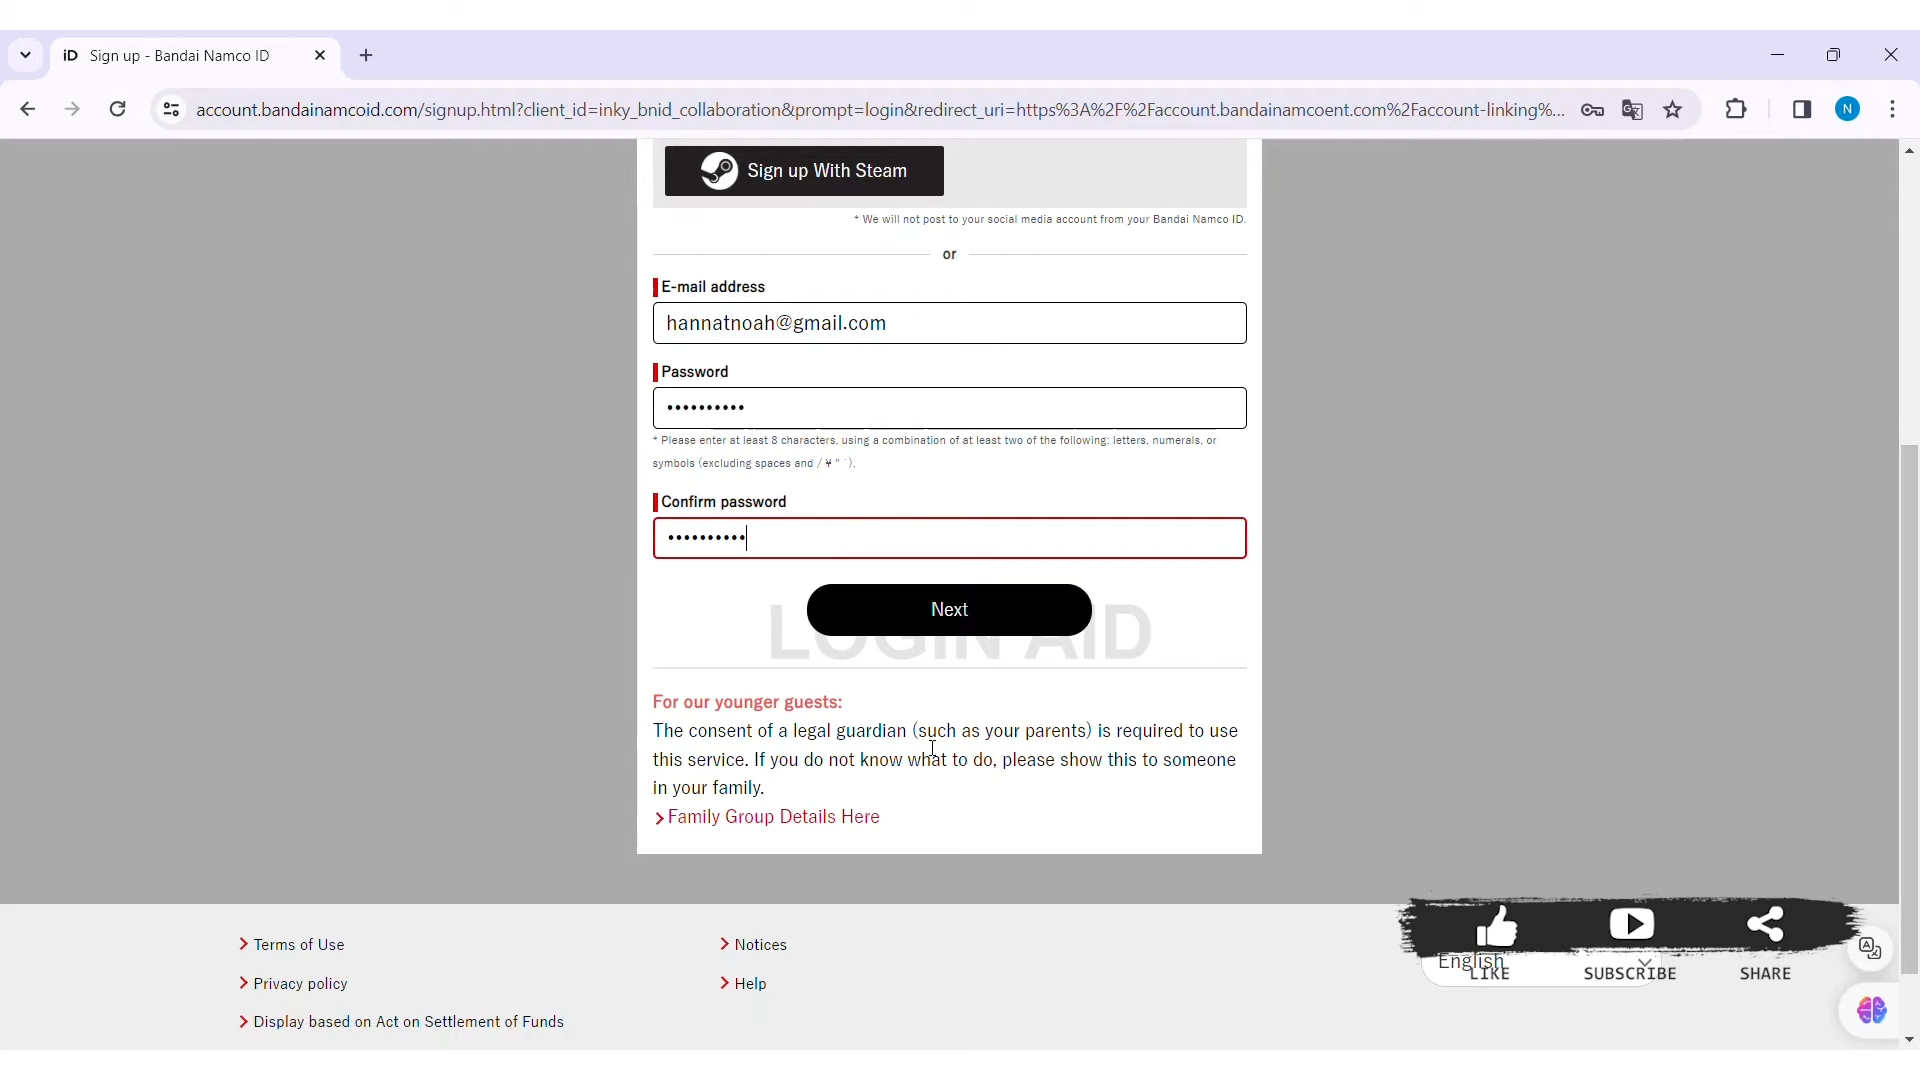 iD Sign up - Bandai Namco ID
account.bandainamcoid.com/signup.html?client_id=inky_bnid_collaboration&prompt=login&redirect_uri=https%3A%2F%2Faccount.bandainamcoent.com%2Faccount-linking%...
N
Sign up With Steam
* We will not post to your social media account from your Bandai Namco ID.
or
E-mail address
hannatnoah@gmail.com
Password
••••••••••
* Please enter at least 8 characters, using a combination of at least two of the following: letters, numerals, or
symbols (excluding spaces and / ¥ " `).
Confirm password
••••••••••
Next
LOGIN AID
For our younger guests:
The consent of a legal guardian (such as your parents) is required to use
this service. If you do not know what to do, please show this to someone
in your family.
Family Group Details Here
Terms of Use
Notices
English
LIKE
SUBSCRIBE
SHARE
Privacy policy
Help
Display based on Act on Settlement of Funds